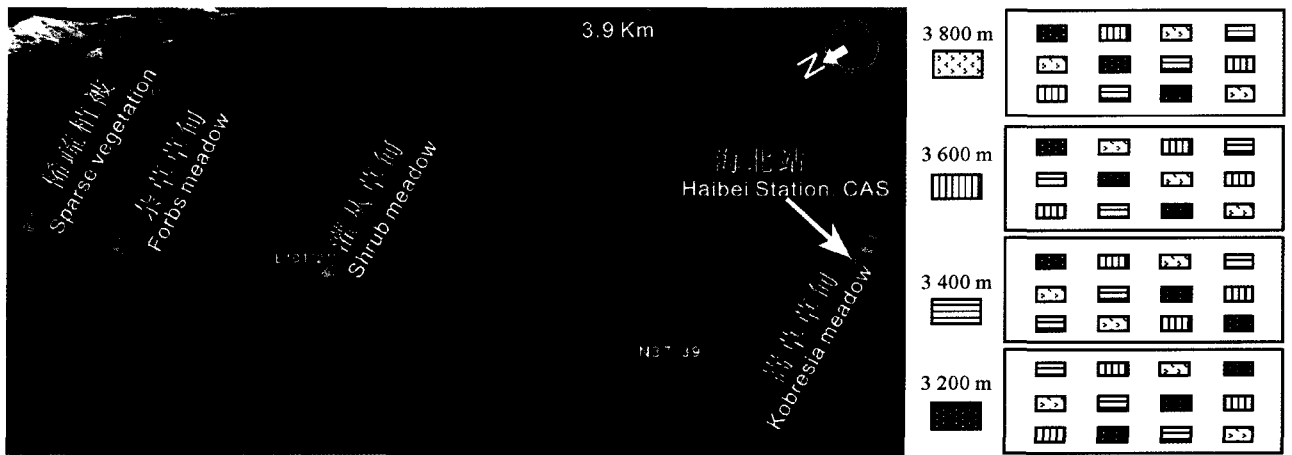 3.9 Km
N
稀疏植被
Sparse vegetation
杂草草甸
Forbs meadow
灌丛草甸
Shrub meadow
海北站
Haibei Station, CAS
嵩草草甸
Kobresia meadow
3 800 m
3 600 m
3 400 m
3 200 m